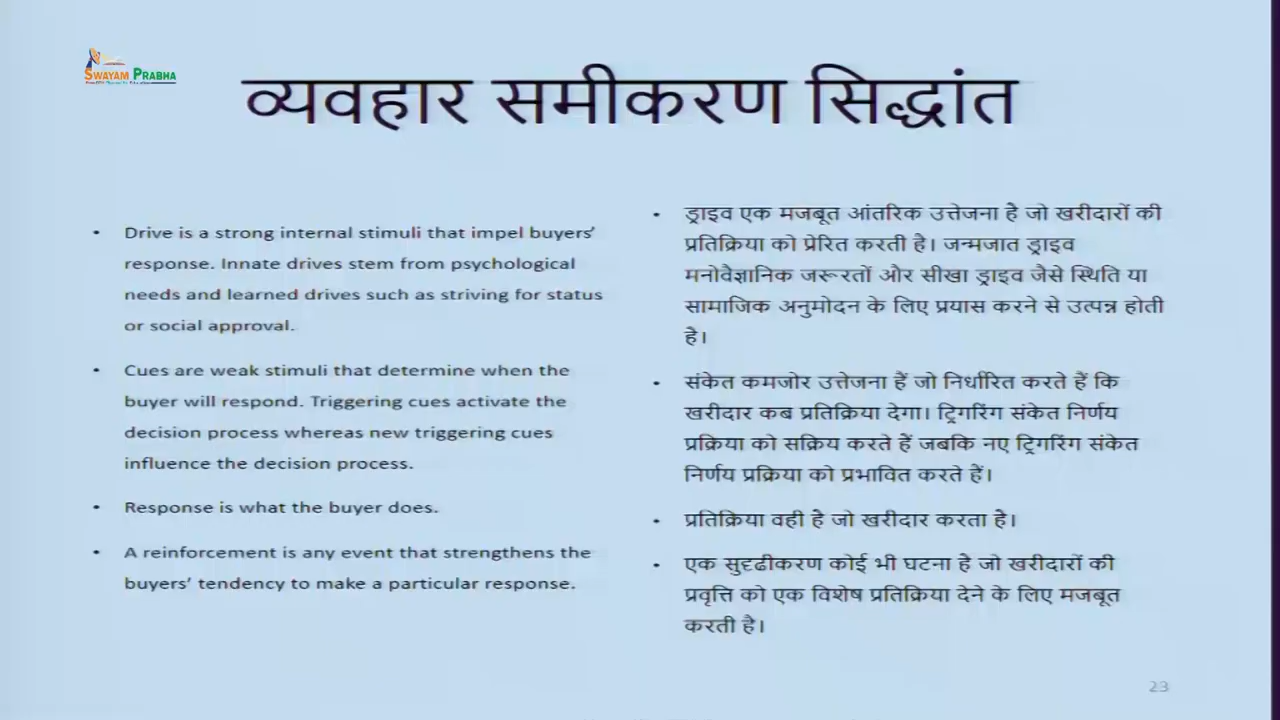 SWAYAM PRABHA
व्यवहार समीकरण सिद्धांत
• Drive is a strong internal stimuli that impel buyers'
response. Innate drives stem from psychological
needs and learned drives such as striving for status
or social approval.
• Cues are weak stimuli that determine when the
buyer will respond. Triggering cues activate the
decision process whereas new triggering cues
influence the decision process.
• Response is what the buyer does.
• A reinforcement is any event that strengthens the
buyers' tendency to make a particular response.
• ड्राइव एक मजबूत आंतरिक उत्तेजना है जो खरीदारों की
प्रतिक्रिया को प्रेरित करती है। जन्मजात ड्राइव
मनोवैज्ञानिक जरूरतों और सीखा ड्राइव जैसे स्थिति या
सामाजिक अनुमोदन के लिए प्रयास करने से उत्पन्न होती
है।
• संकेत कमजोर उत्तेजना हैं जो निर्धारित करते हैं कि
खरीदार कब प्रतिक्रिया देगा। ट्रिगरिंग संकेत निर्णय
प्रक्रिया को सक्रिय करते हैं जबकि नए ट्रिगरिंग संकेत
निर्णय प्रक्रिया को प्रभावित करते हैं।
• प्रतिक्रिया वही है जो खरीदार करता है।
• एक सुदृढीकरण कोई भी घटना है जो खरीदारों की
प्रवृत्ति को एक विशेष प्रतिक्रिया देने के लिए मजबूत
करती है।
23